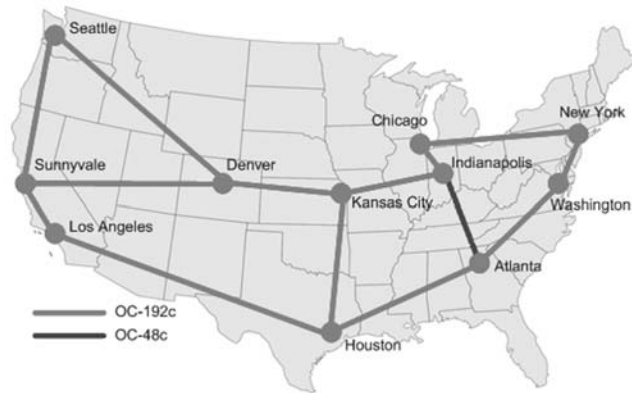 Seattle
New York
Chicago
Sunnyvale
Denver
Indianapolis
Kansas City
Washington
Los Angeles
Atlanta
OC-192c
OC-48c
Houston